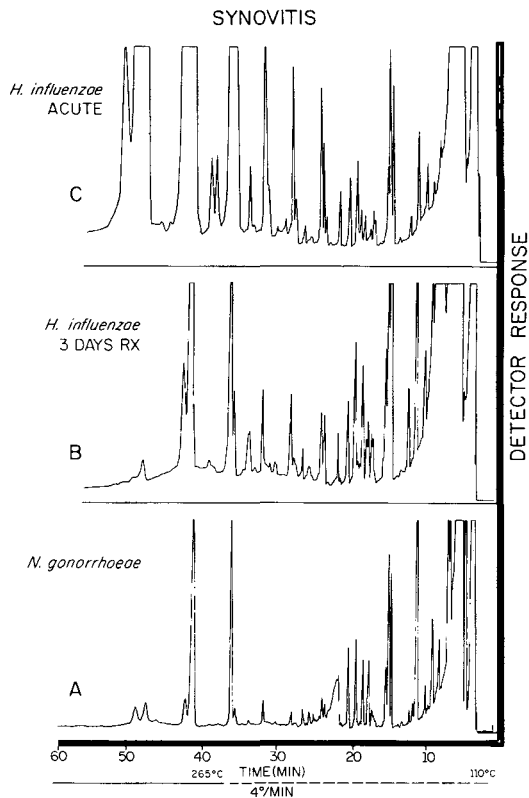 SYNOVITIS
H. influenzae
ACUTE
C
H. influenzae
3 DAYS RX
B
N. gonorrhoeae
A
DETECTOR RESPONSE
60 50 40 30 20 10
265°C TIME(MIN) 110°C
4°/MIN